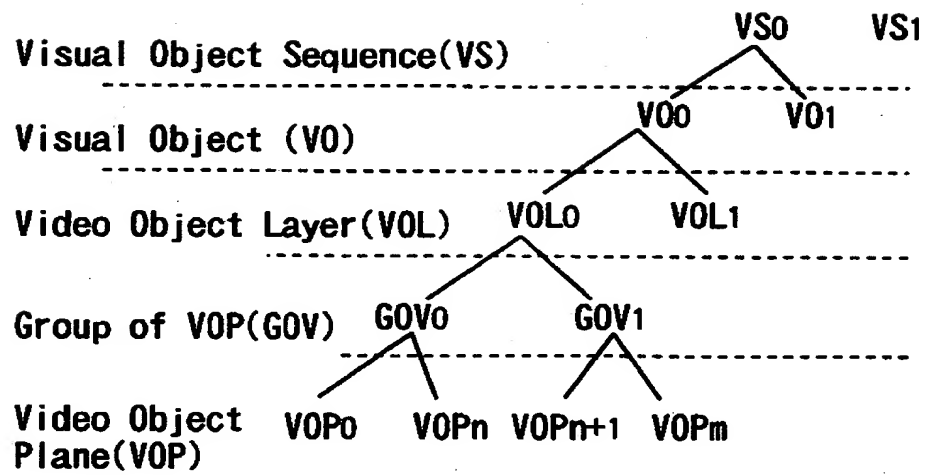 VS0 VS1
Visual Object Sequence(VS)
VO0 VO1
Visual Object (VO)
VOL0 VOL1
Video Object Layer(VOL)
GOV0 GOV1
Group of VOP(GOV)
Video Object
VOP0 VOPn VOPn+1 VOPm
Plane(VOP)